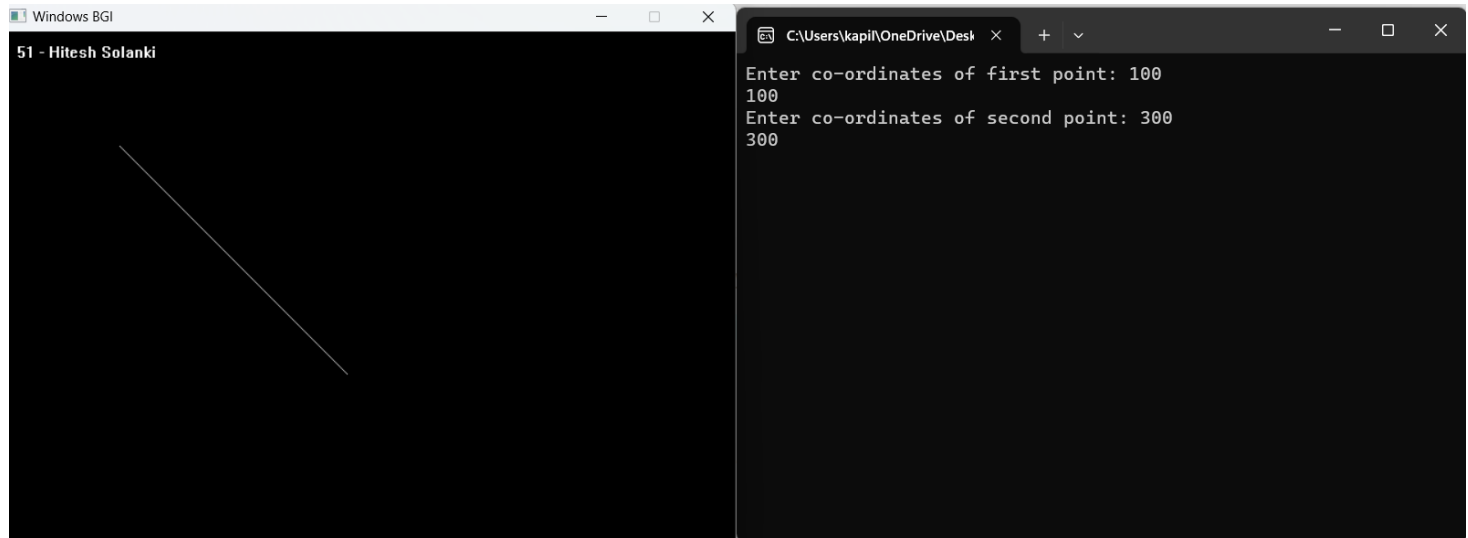 Windows BGI
51 - Hitesh Solanki
C:\Users\kapil\OneDrive\Desk
Enter co-ordinates of first point: 100
100
Enter co-ordinates of second point: 300
300